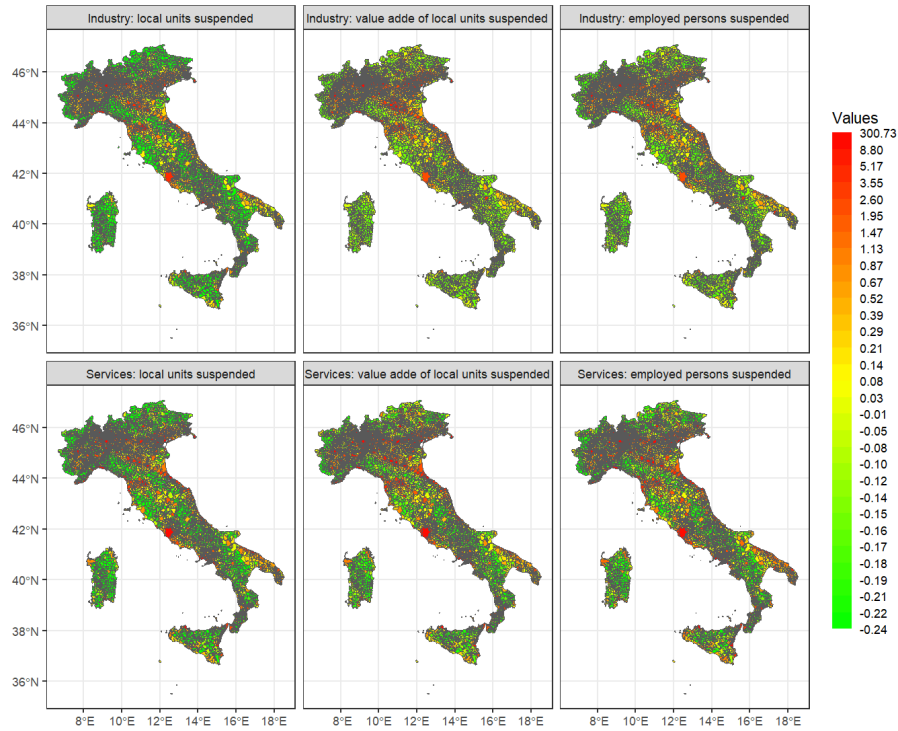 Industry: local units suspended
Industry: value adde of local units suspended
Industry: employed persons suspended
46°N
44°N
42°N
40°N
38°N
36°N
Services: local units suspended
Services: value adde of local units suspended
Services: employed persons suspended
46°N
44°N
42°N
40°N
38°N
36°N
8°E 10°E 12°E 14°E 16°E 18°E
8°E 10°E 12°E 14°E 16°E 18°E
8°E 10°E 12°E 14°E 16°E 18°E
Values
300.73
8.80
5.17
3.55
2.60
1.95
1.47
1.13
0.87
0.67
0.52
0.39
0.29
0.21
0.14
0.08
0.03
-0.01
-0.05
-0.08
-0.10
-0.12
-0.14
-0.15
-0.16
-0.17
-0.18
-0.19
-0.21
-0.22
-0.24